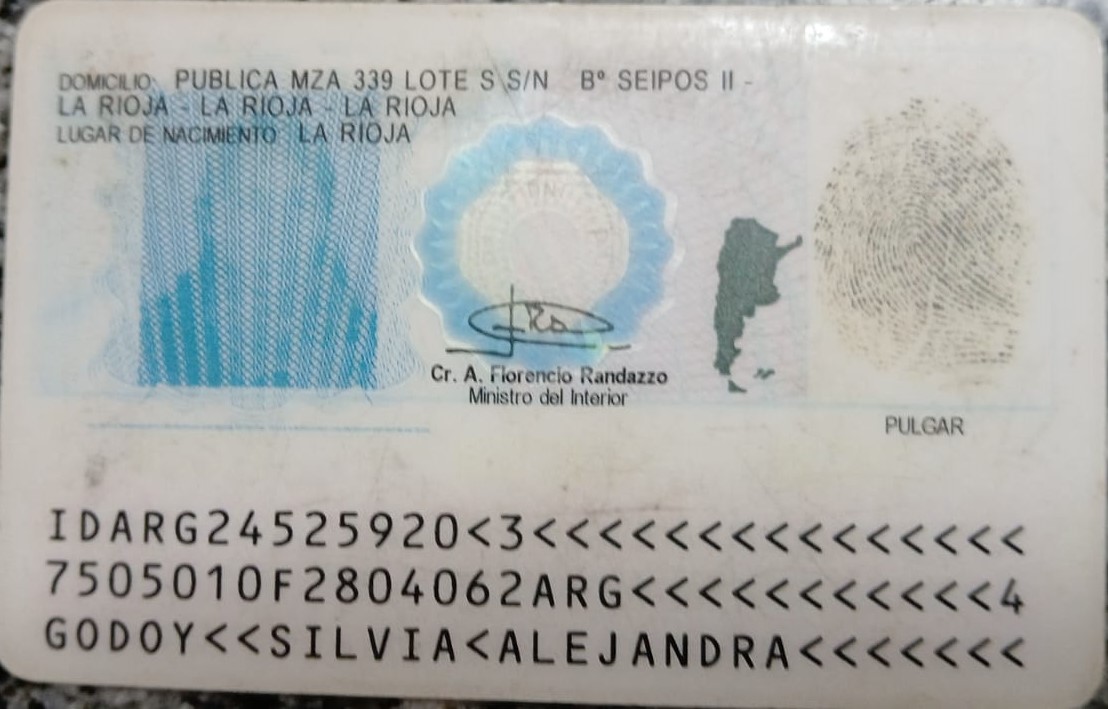 DOMICILIO: PUBLICA MZA 339 LOTE S S/N B° SEIPOS II -
LA RIOJA - LA RIOJA - LA RIOJA
LUGAR DE NACIMIENTO LA RIOJA
Cr. A. Florencio Randazzo
Ministro del Interior
PULGAR
IDARG24525920<3<<<<<<<<<<<<<<<
7505010F2804062ARG<<<<<<<<<<<4
GODOY<<SILVIA<ALEJANDRA<<<<<<<